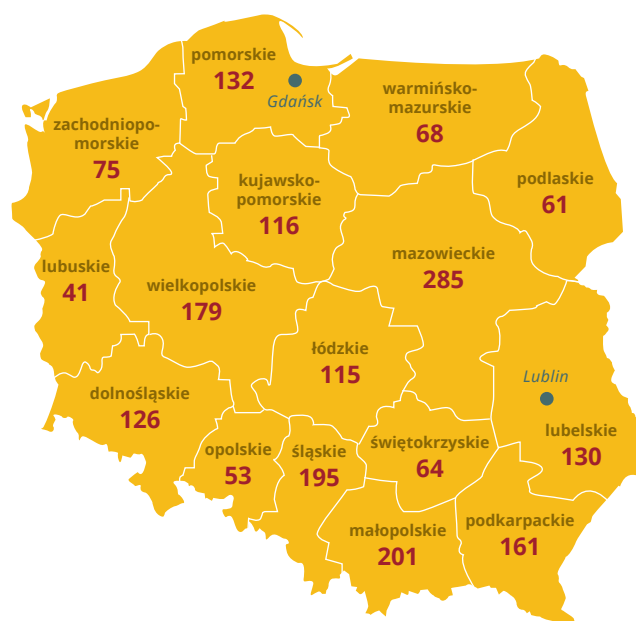 pomorskie
132
Gdańsk
warmińsko-
mazurskie
68
zachodniopo-
morskie
75
podlaskie
61
kujawsko-
pomorskie
116
mazowieckie
285
lubuskie
41
wielkopolskie
179
łódzkie
115
Lublin
dolnośląskie
126
lubelskie
130
opolskie
53
śląskie
195
świętokrzyskie
64
małopolskie
201
podkarpackie
161